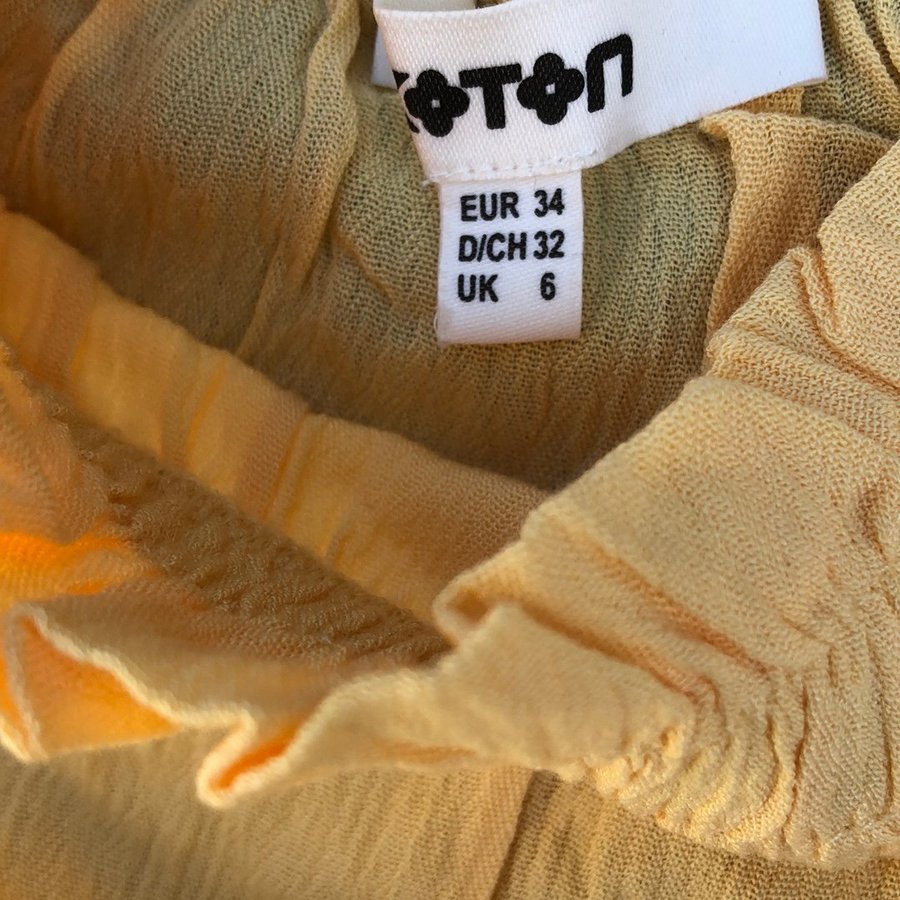 KOTON
EUR 34
D/CH 32
UK 6